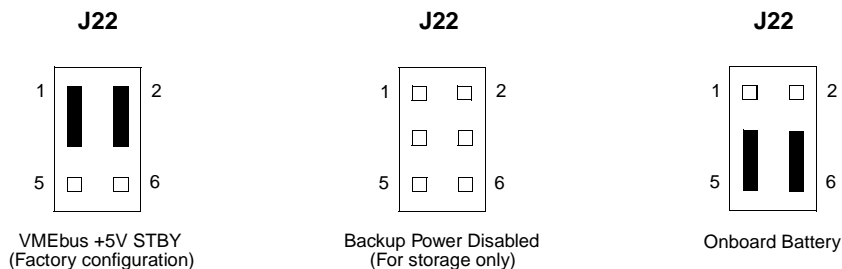 J22 J22 J22
1 2 1 2 1 2
5 6 5 6 5 6
VMEbus +5V STBY
(Factory configuration)
Backup Power Disabled
(For storage only)
Onboard Battery